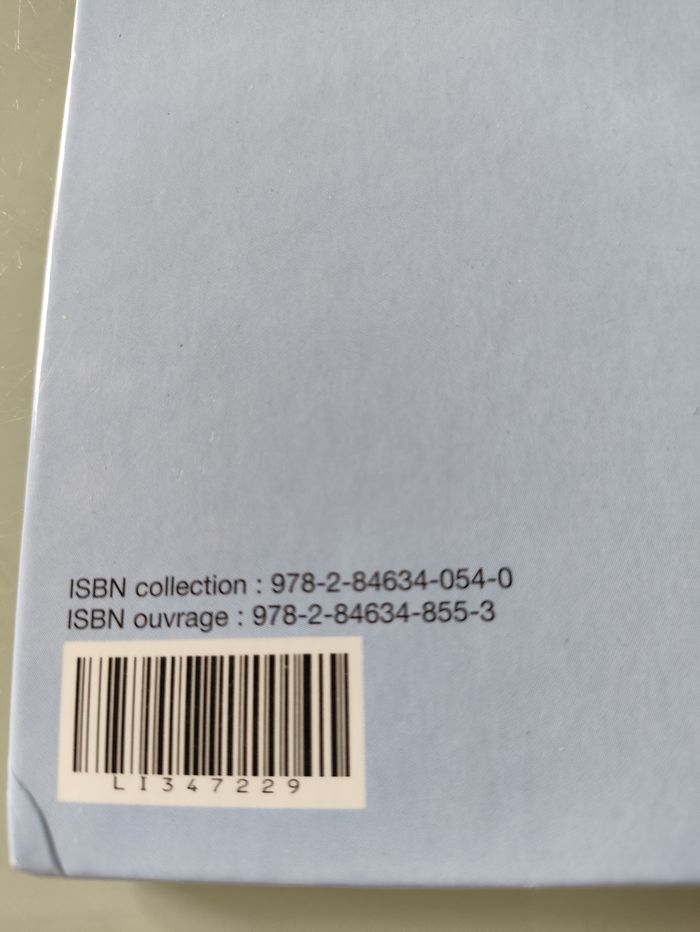 ISBN collection : 978-2-84634-054-0
ISBN ouvrage : 978-2-84634-855-3
LI347229